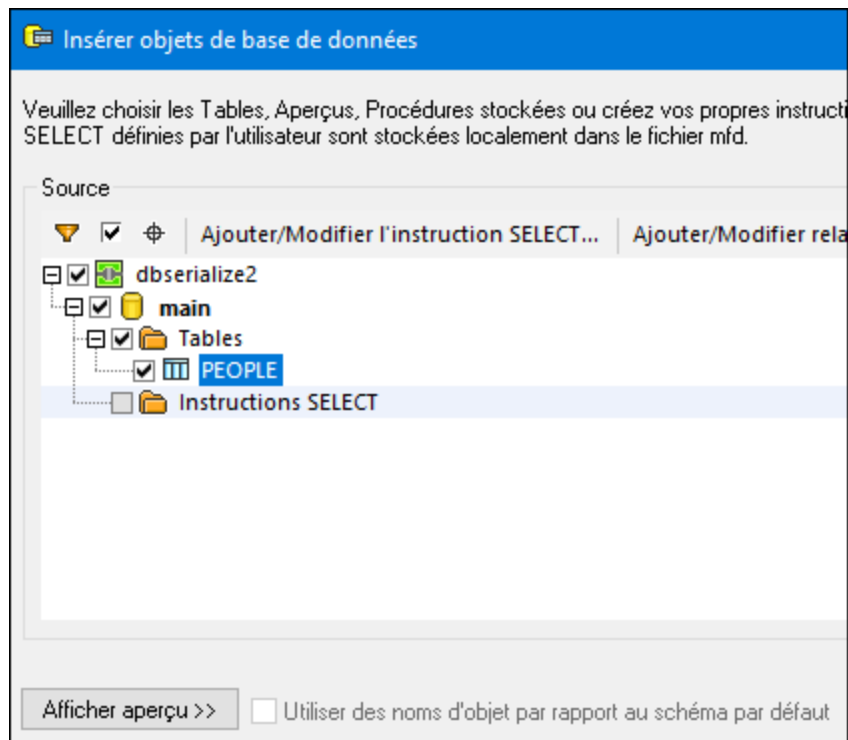 Insérer objets de base de données
Veuillez choisir les Tables, Aperçus, Procédures stockées ou créez vos propres instructi
SELECT définies par l'utilisateur sont stockées localement dans le fichier mfd.
Source
Ajouter/Modifier l'instruction SELECT... Ajouter/Modifier rela
dbserialize2
main
Tables
PEOPLE
Instructions SELECT
Afficher aperçu >> Utiliser des noms d'objet par rapport au schéma par défaut